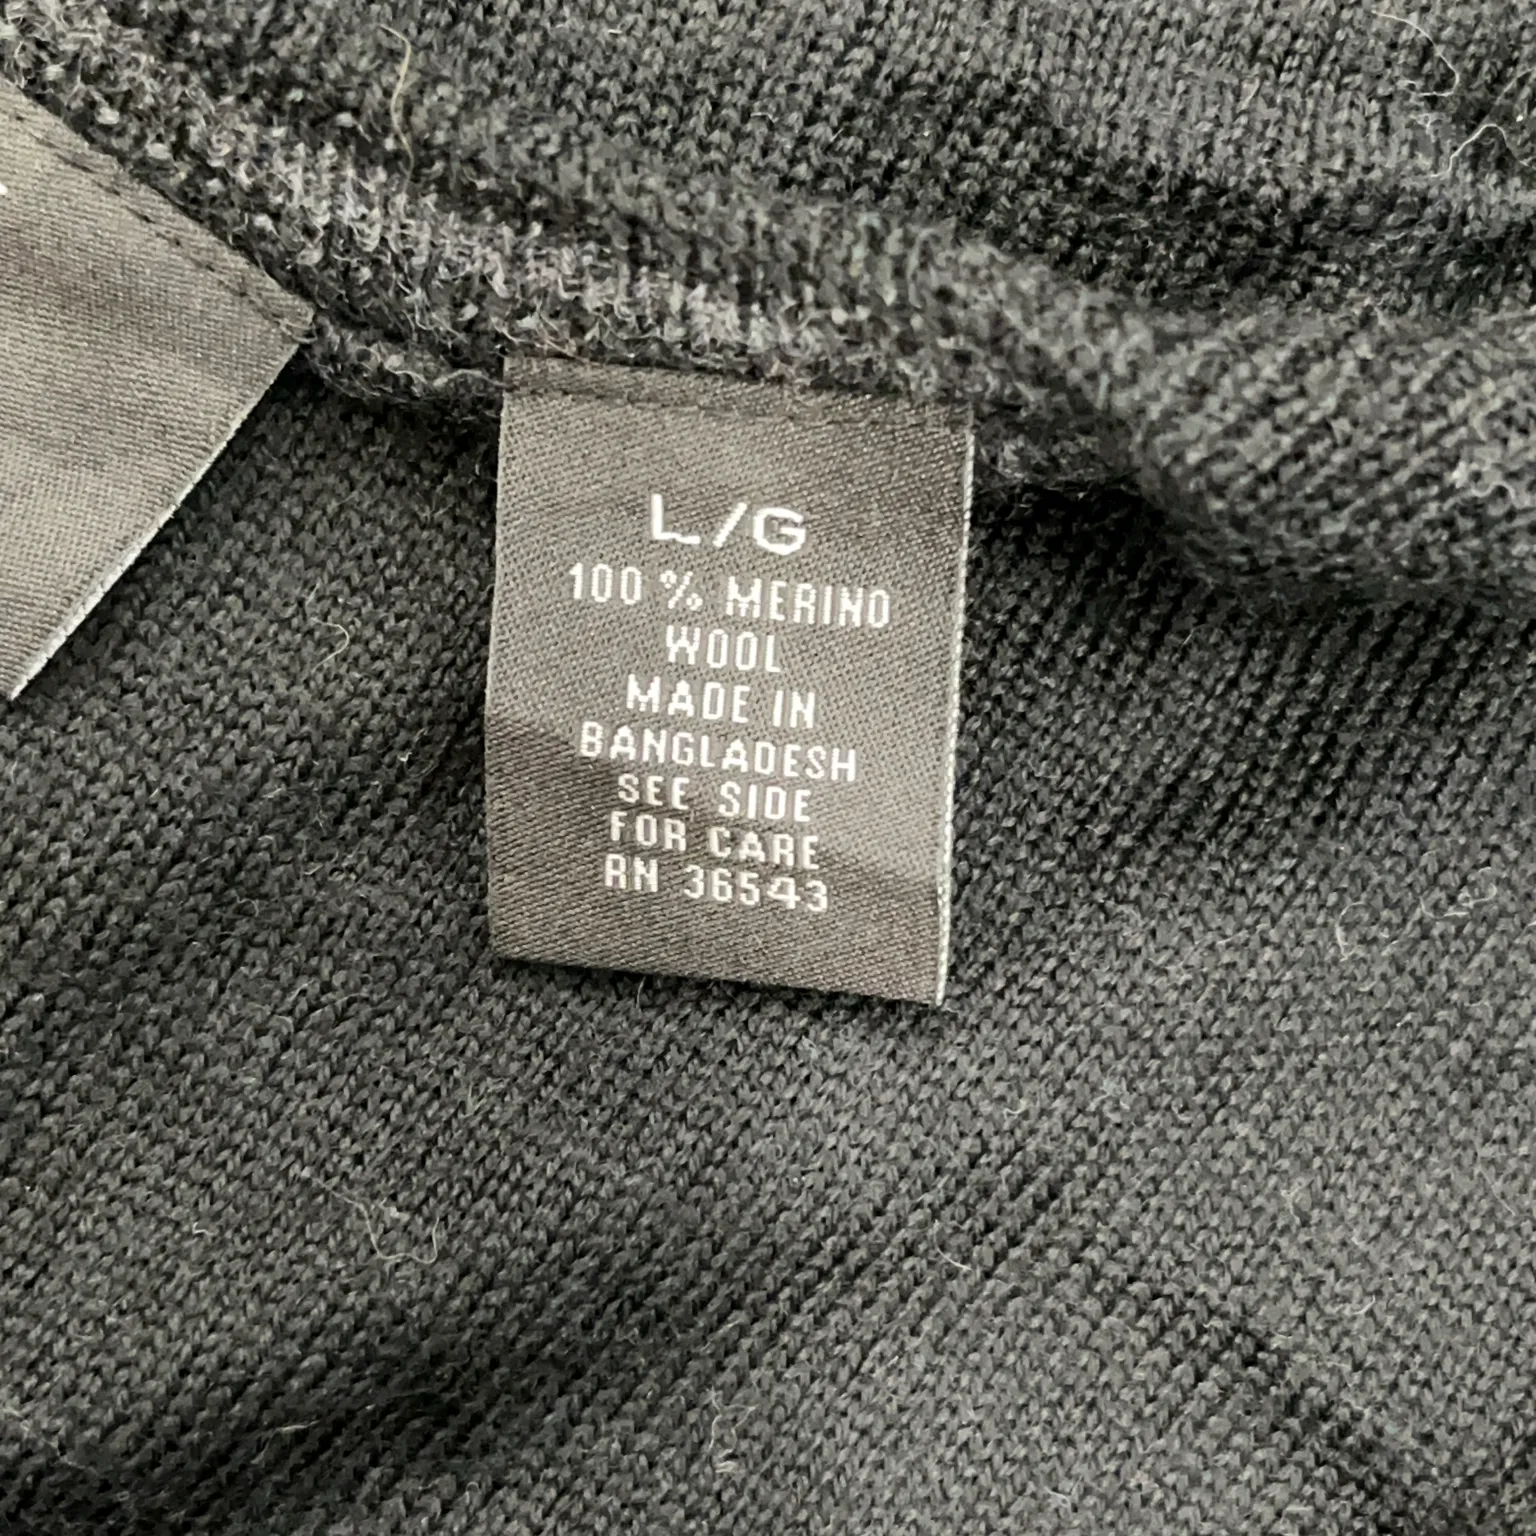 L/G
100 % MERINO
WOOL
MADE IN
BANGLADESH
SEE SIDE
FOR CARE
RN 36543